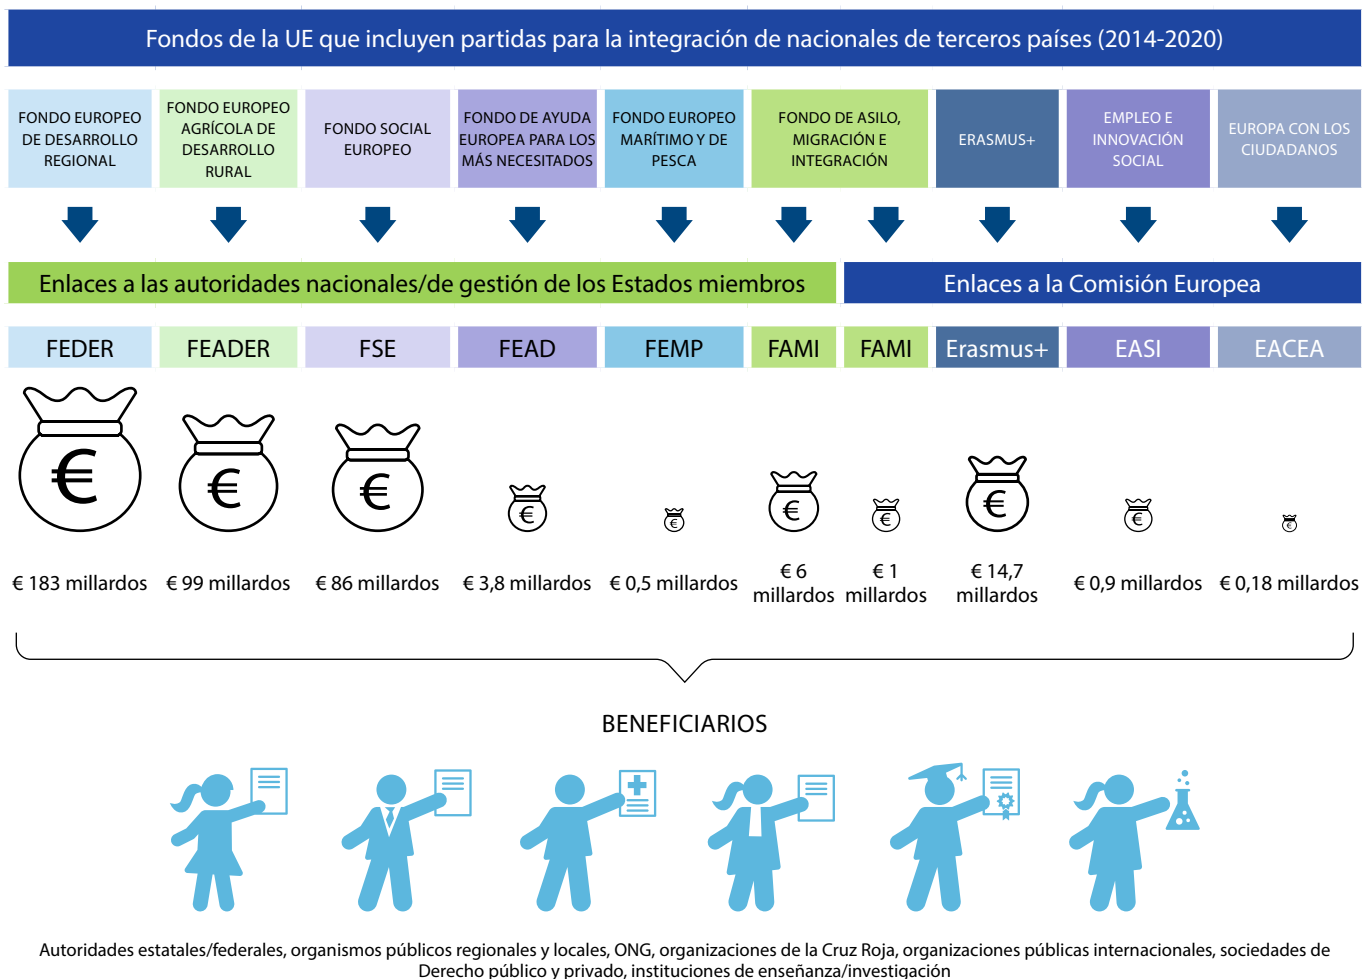 Fondos de la UE que incluyen partidas para la integración de nacionales de terceros países (2014-2020)
FONDO EUROPEO
DE DESARROLLO
REGIONAL
FONDO EUROPEO
AGRÍCOLA DE
DESARROLLO
RURAL
FONDO SOCIAL
EUROPEO
FONDO DE AYUDA
EUROPEA PARA LOS
MÁS NECESITADOS
FONDO EUROPEO
MARÍTIMO Y DE
PESCA
FONDO DE ASILO,
MIGRACIÓN E
INTEGRACIÓN
ERASMUS+
EMPLEO E
INNOVACIÓN
SOCIAL
EUROPA CON LOS
CIUDADANOS
Enlaces a las autoridades nacionales/de gestión de los Estados miembros
Enlaces a la Comisión Europea
FEDER
FEADER
FSE
FEAD
FEMP
FAMI
FAMI
Erasmus+
EASI
EACEA
€
€
€
€
€
€
€
€
€
€
€ 183 millardos
€ 99 millardos
€ 86 millardos
€ 3,8 millardos
€ 0,5 millardos
€ 6
millardos
€ 1
millardos
€ 14,7
millardos
€ 0,9 millardos
€ 0,18 millardos
BENEFICIARIOS
Autoridades estatales/federales, organismos públicos regionales y locales, ONG, organizaciones de la Cruz Roja, organizaciones públicas internacionales, sociedades de
Derecho público y privado, instituciones de enseñanza/investigación